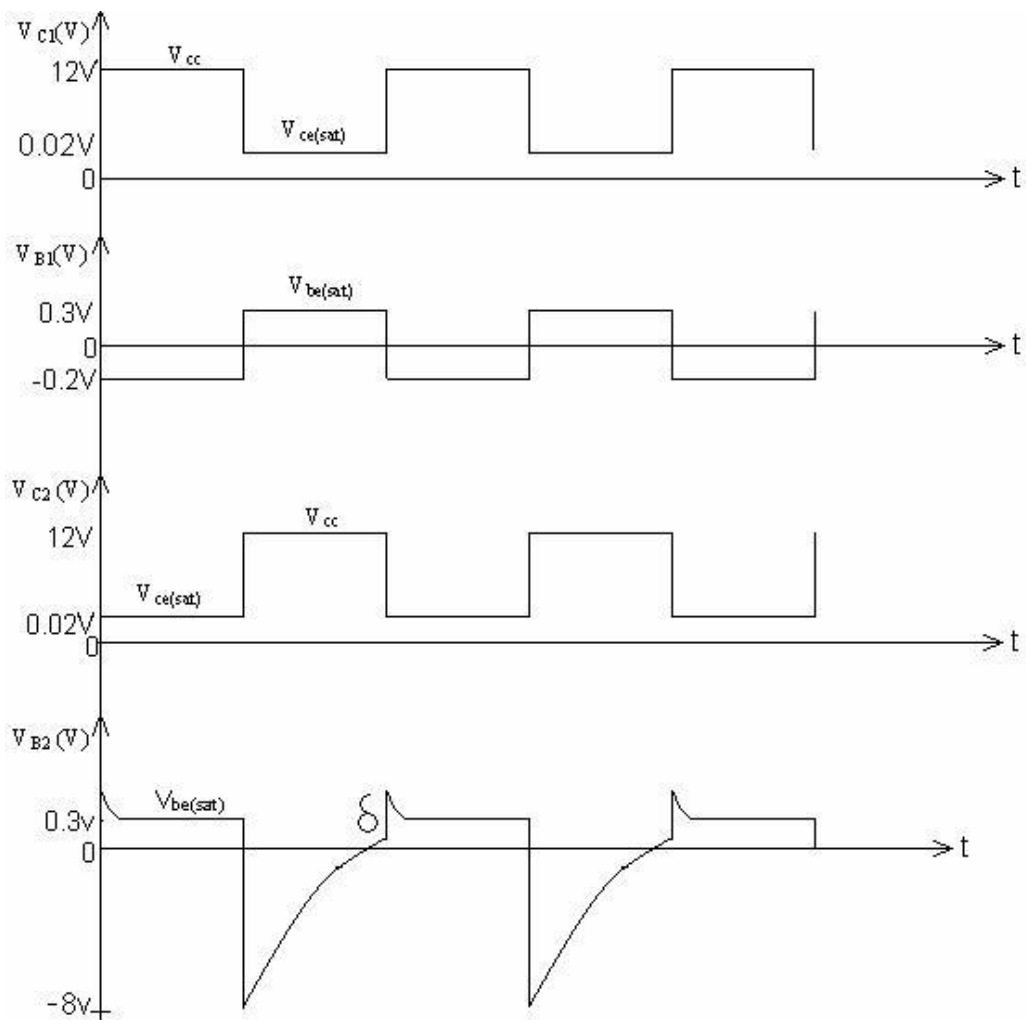 V C1(V)
12V
V cc
V ce(sat)
0.02V
0
t
V B1(V)
V be(sat)
0.3V
0
t
-0.2V
V C2 (V)
V cc
12V
V ce(sat)
0.02V
0
t
V B2 (V)
V be(sat)
δ
0.3v
0
t
-8v